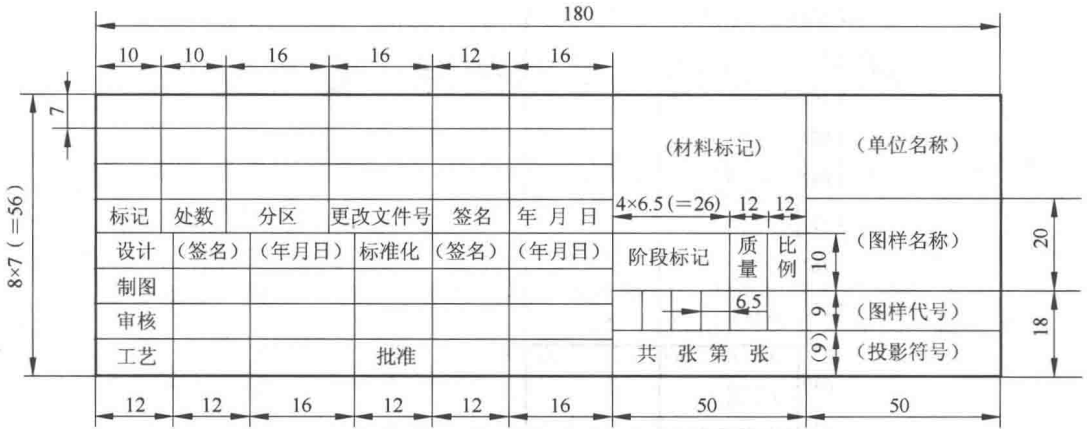 180
10 10 16 16 12 16
7
8×7（=56）
（材料标记）
（单位名称）
4×6.5（=26） 12 12
标记 处数 分区 更改文件号 签名 年 月 日
设计 （签名） （年月日） 标准化 （签名） （年月日）
阶段标记 质量 比例 10
（图样名称）
20
制图
6.5
9
（图样代号）
18
审核
工艺 批准
共 张 第 张
（9）
（投影符号）
12 12 16 12 12 16 50 50